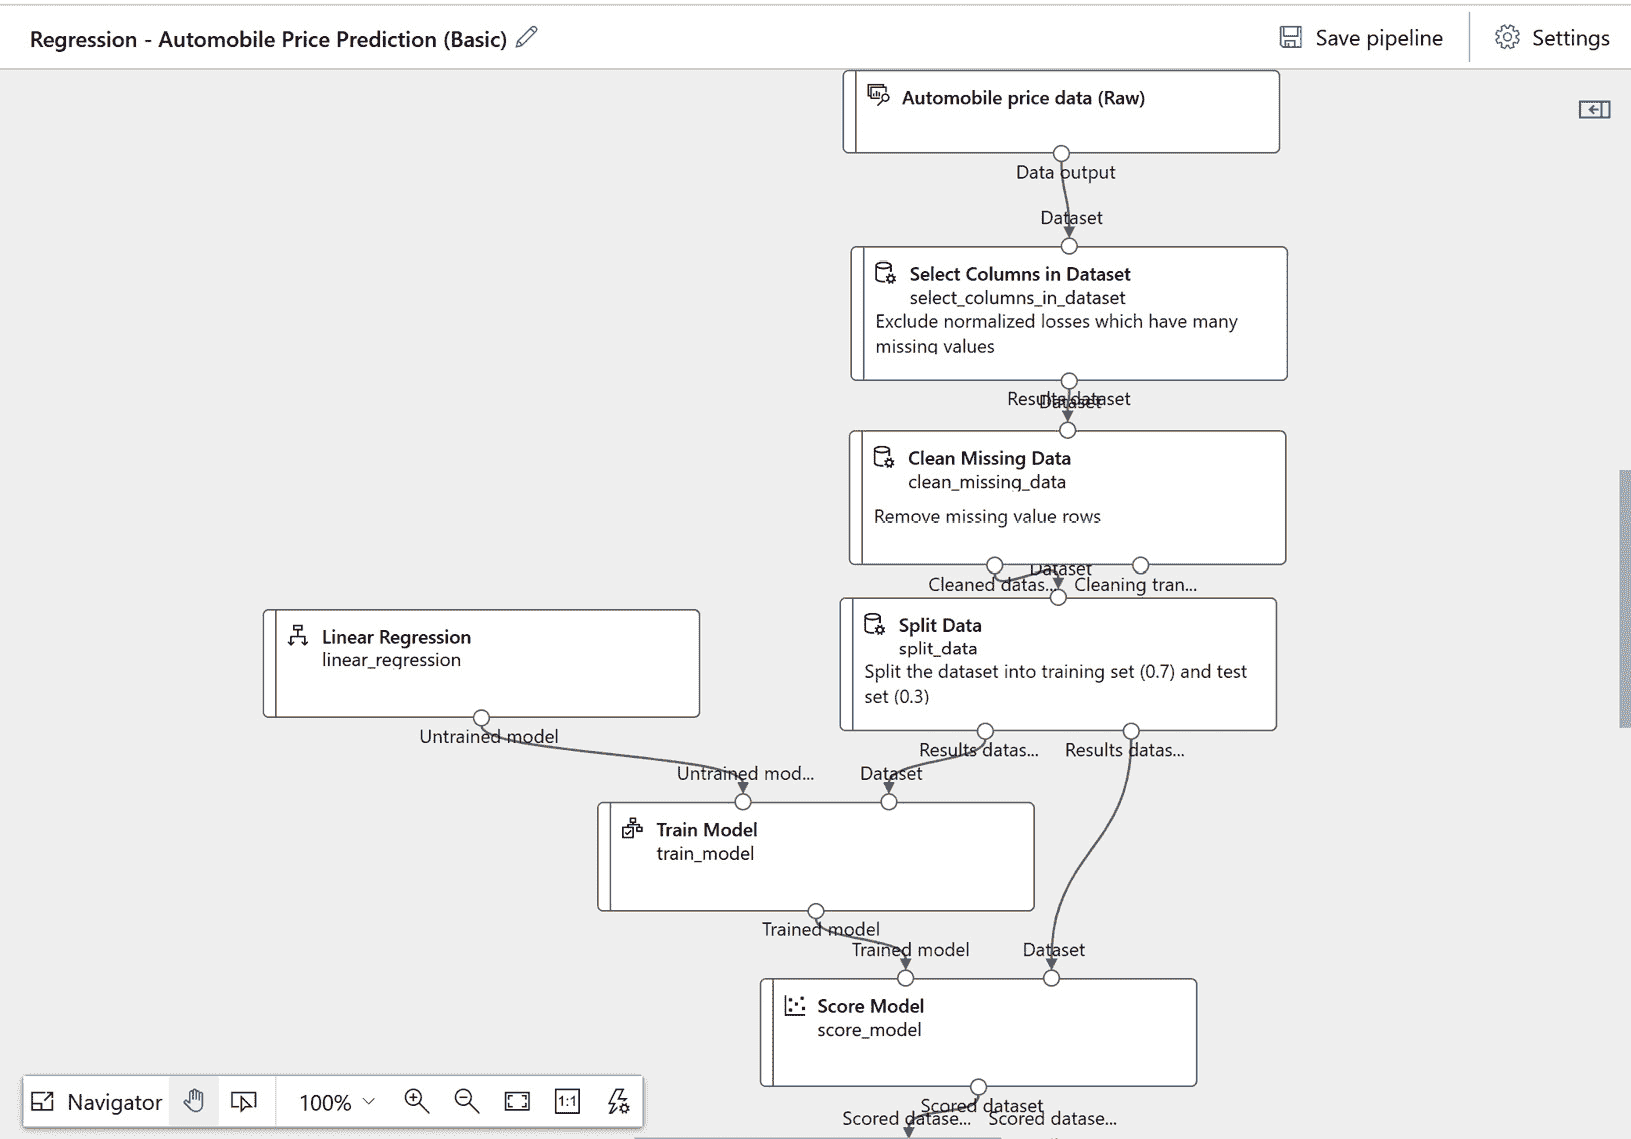 Regression - Automobile Price Prediction (Basic)
Save pipeline
Settings
Automobile price data (Raw)
Data output
Dataset
Select Columns in Dataset
select_columns_in_dataset
Exclude normalized losses which have many
missing values
Results dataset
Dataset
Clean Missing Data
clean_missing_data
Remove missing value rows
Dataset
Cleaned datas...
Cleaning tran...
Split Data
split_data
Split the dataset into training set (0.7) and test
set (0.3)
Linear Regression
linear_regression
Untrained model
Results datas...
Results datas...
Untrained mod...
Dataset
Train Model
train_model
Trained model
Trained model
Dataset
Score Model
score_model
Scored dataset
Scored datase...
Scored datase...
Navigator
100%
1:1